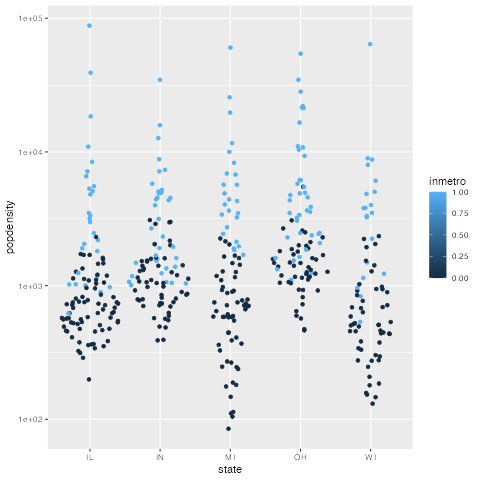 1e+05
1e+04
1e+03
1e+02
popdensity
IL IN MI OH WI
state
inmetro
1.00
0.75
0.50
0.25
0.00